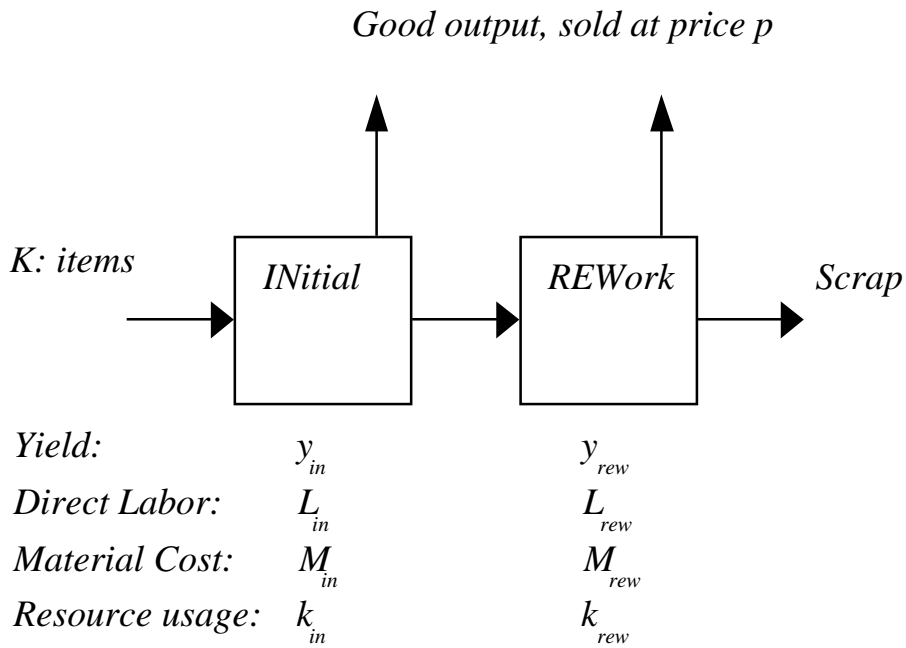 Good output, sold at price p
K: items
INitial
REWork
Scrap
Yield: y_in y_rew
Direct Labor: L_in L_rew
Material Cost: M_in M_rew
Resource usage: k_in k_rew